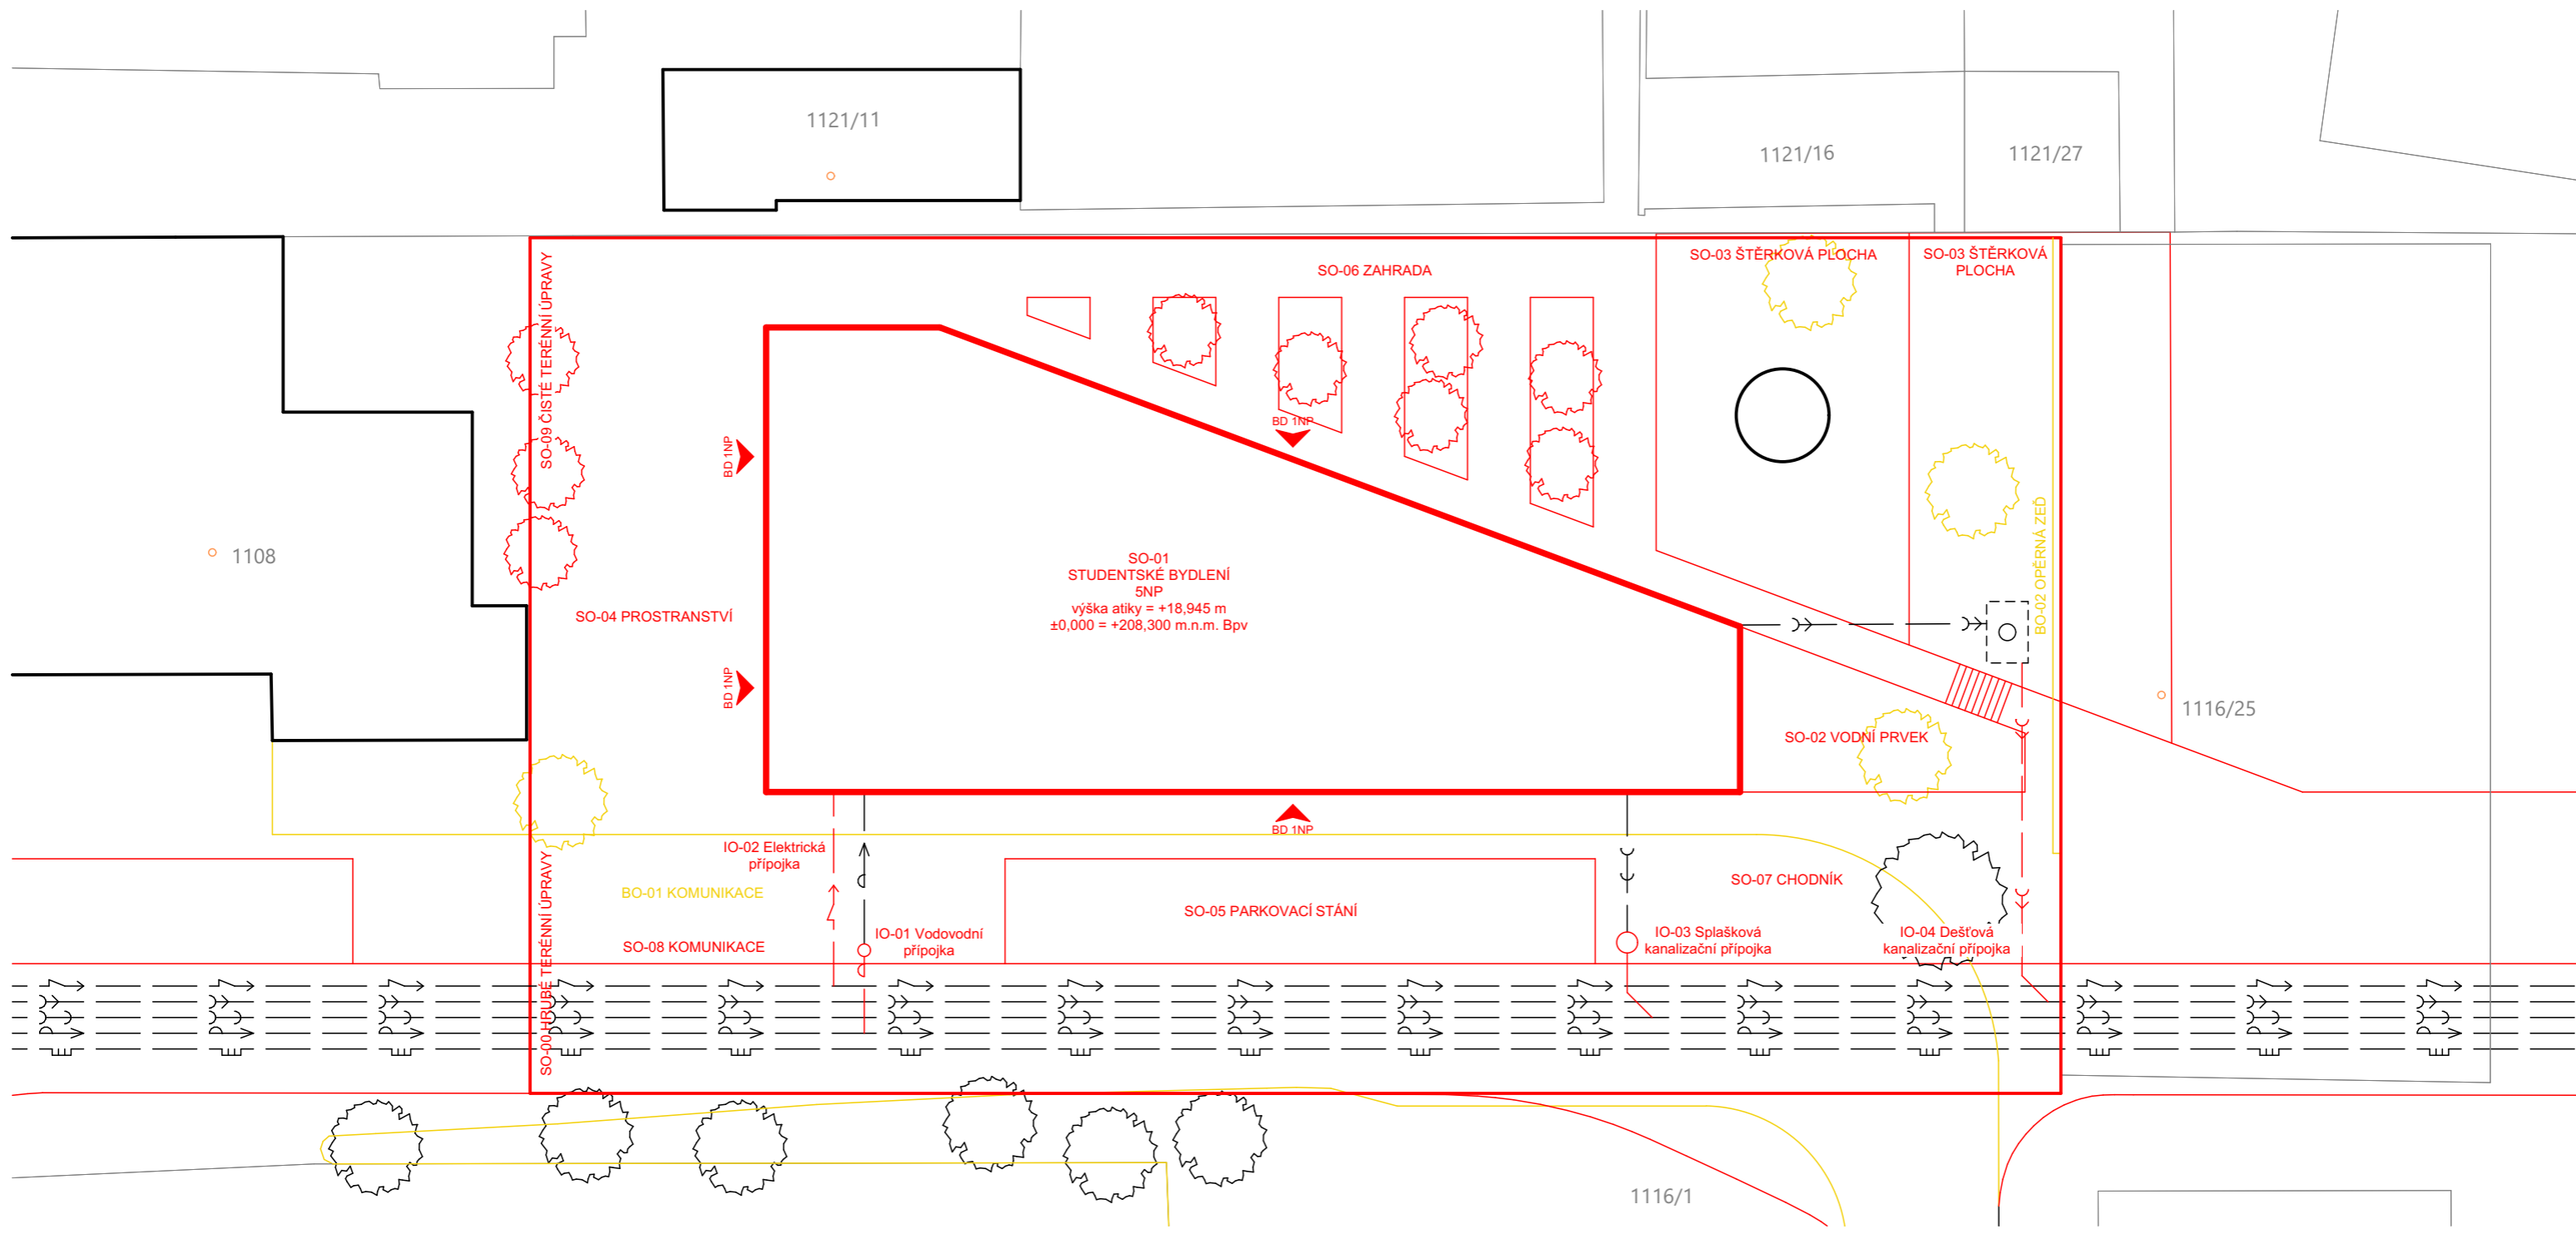 1121/11
1121/16
1121/27
SO-09 ČISTÉ TERÉNNÍ ÚPRAVY
SO-06 ZAHRADA
SO-03 ŠTĚRKOVÁ PLOCHA
SO-03 ŠTĚRKOVÁ
PLOCHA
BD 1NP
BD 1NP
1108
SO-01
STUDENTSKÉ BYDLENÍ
5NP
výška atiky = +18,945 m
±0,000 = +208,300 m.n.m. Bpv
BO-02 OPĚRNÁ ZEĎ
SO-04 PROSTRANSTVÍ
BD 1NP
1116/25
SO-02 VODNÍ PRVEK
BD 1NP
IO-02 Elektrická
přípojka
BO-01 KOMUNIKACE
SO-07 CHODNÍK
SO-05 PARKOVACÍ STÁNÍ
SO-08 KOMUNIKACE
IO-01 Vodovodní
přípojka
IO-03 Splašková
kanalizační přípojka
IO-04 Dešťová
kanalizační přípojka
SO-00 HRUBÉ TERÉNNÍ ÚPRAVY
1116/1